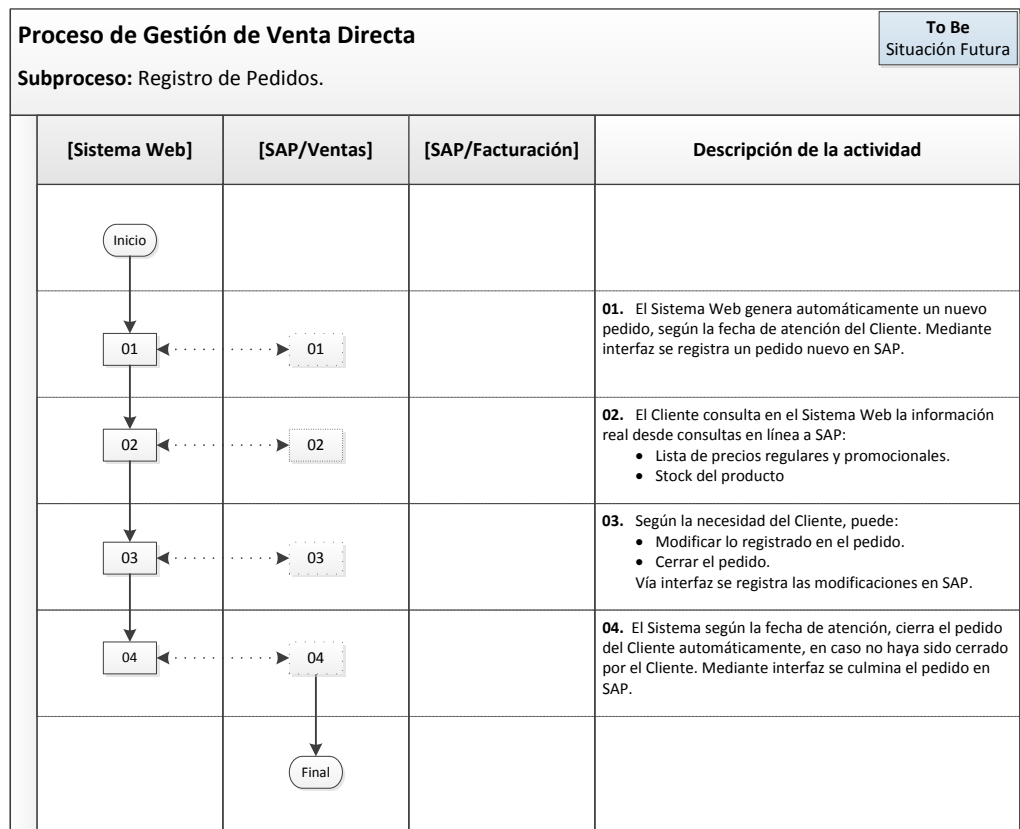 Proceso de Gestión de Venta Directa
To Be
Situación Futura
Subproceso: Registro de Pedidos.
[Sistema Web]
[SAP/Ventas]
[SAP/Facturación]
Descripción de la actividad
Inicio
01
01
01. El Sistema Web genera automáticamente un nuevo
pedido, según la fecha de atención del Cliente. Mediante
interfaz se registra un pedido nuevo en SAP.
02
02
02. El Cliente consulta en el Sistema Web la información
real desde consultas en línea a SAP:
• Lista de precios regulares y promocionales.
• Stock del producto
03
03
03. Según la necesidad del Cliente, puede:
• Modificar lo registrado en el pedido.
• Cerrar el pedido.
Vía interfaz se registra las modificaciones en SAP.
04
04
04. El Sistema según la fecha de atención, cierra el pedido
del Cliente automáticamente, en caso no haya sido cerrado
por el Cliente. Mediante interfaz se culmina el pedido en
SAP.
Final